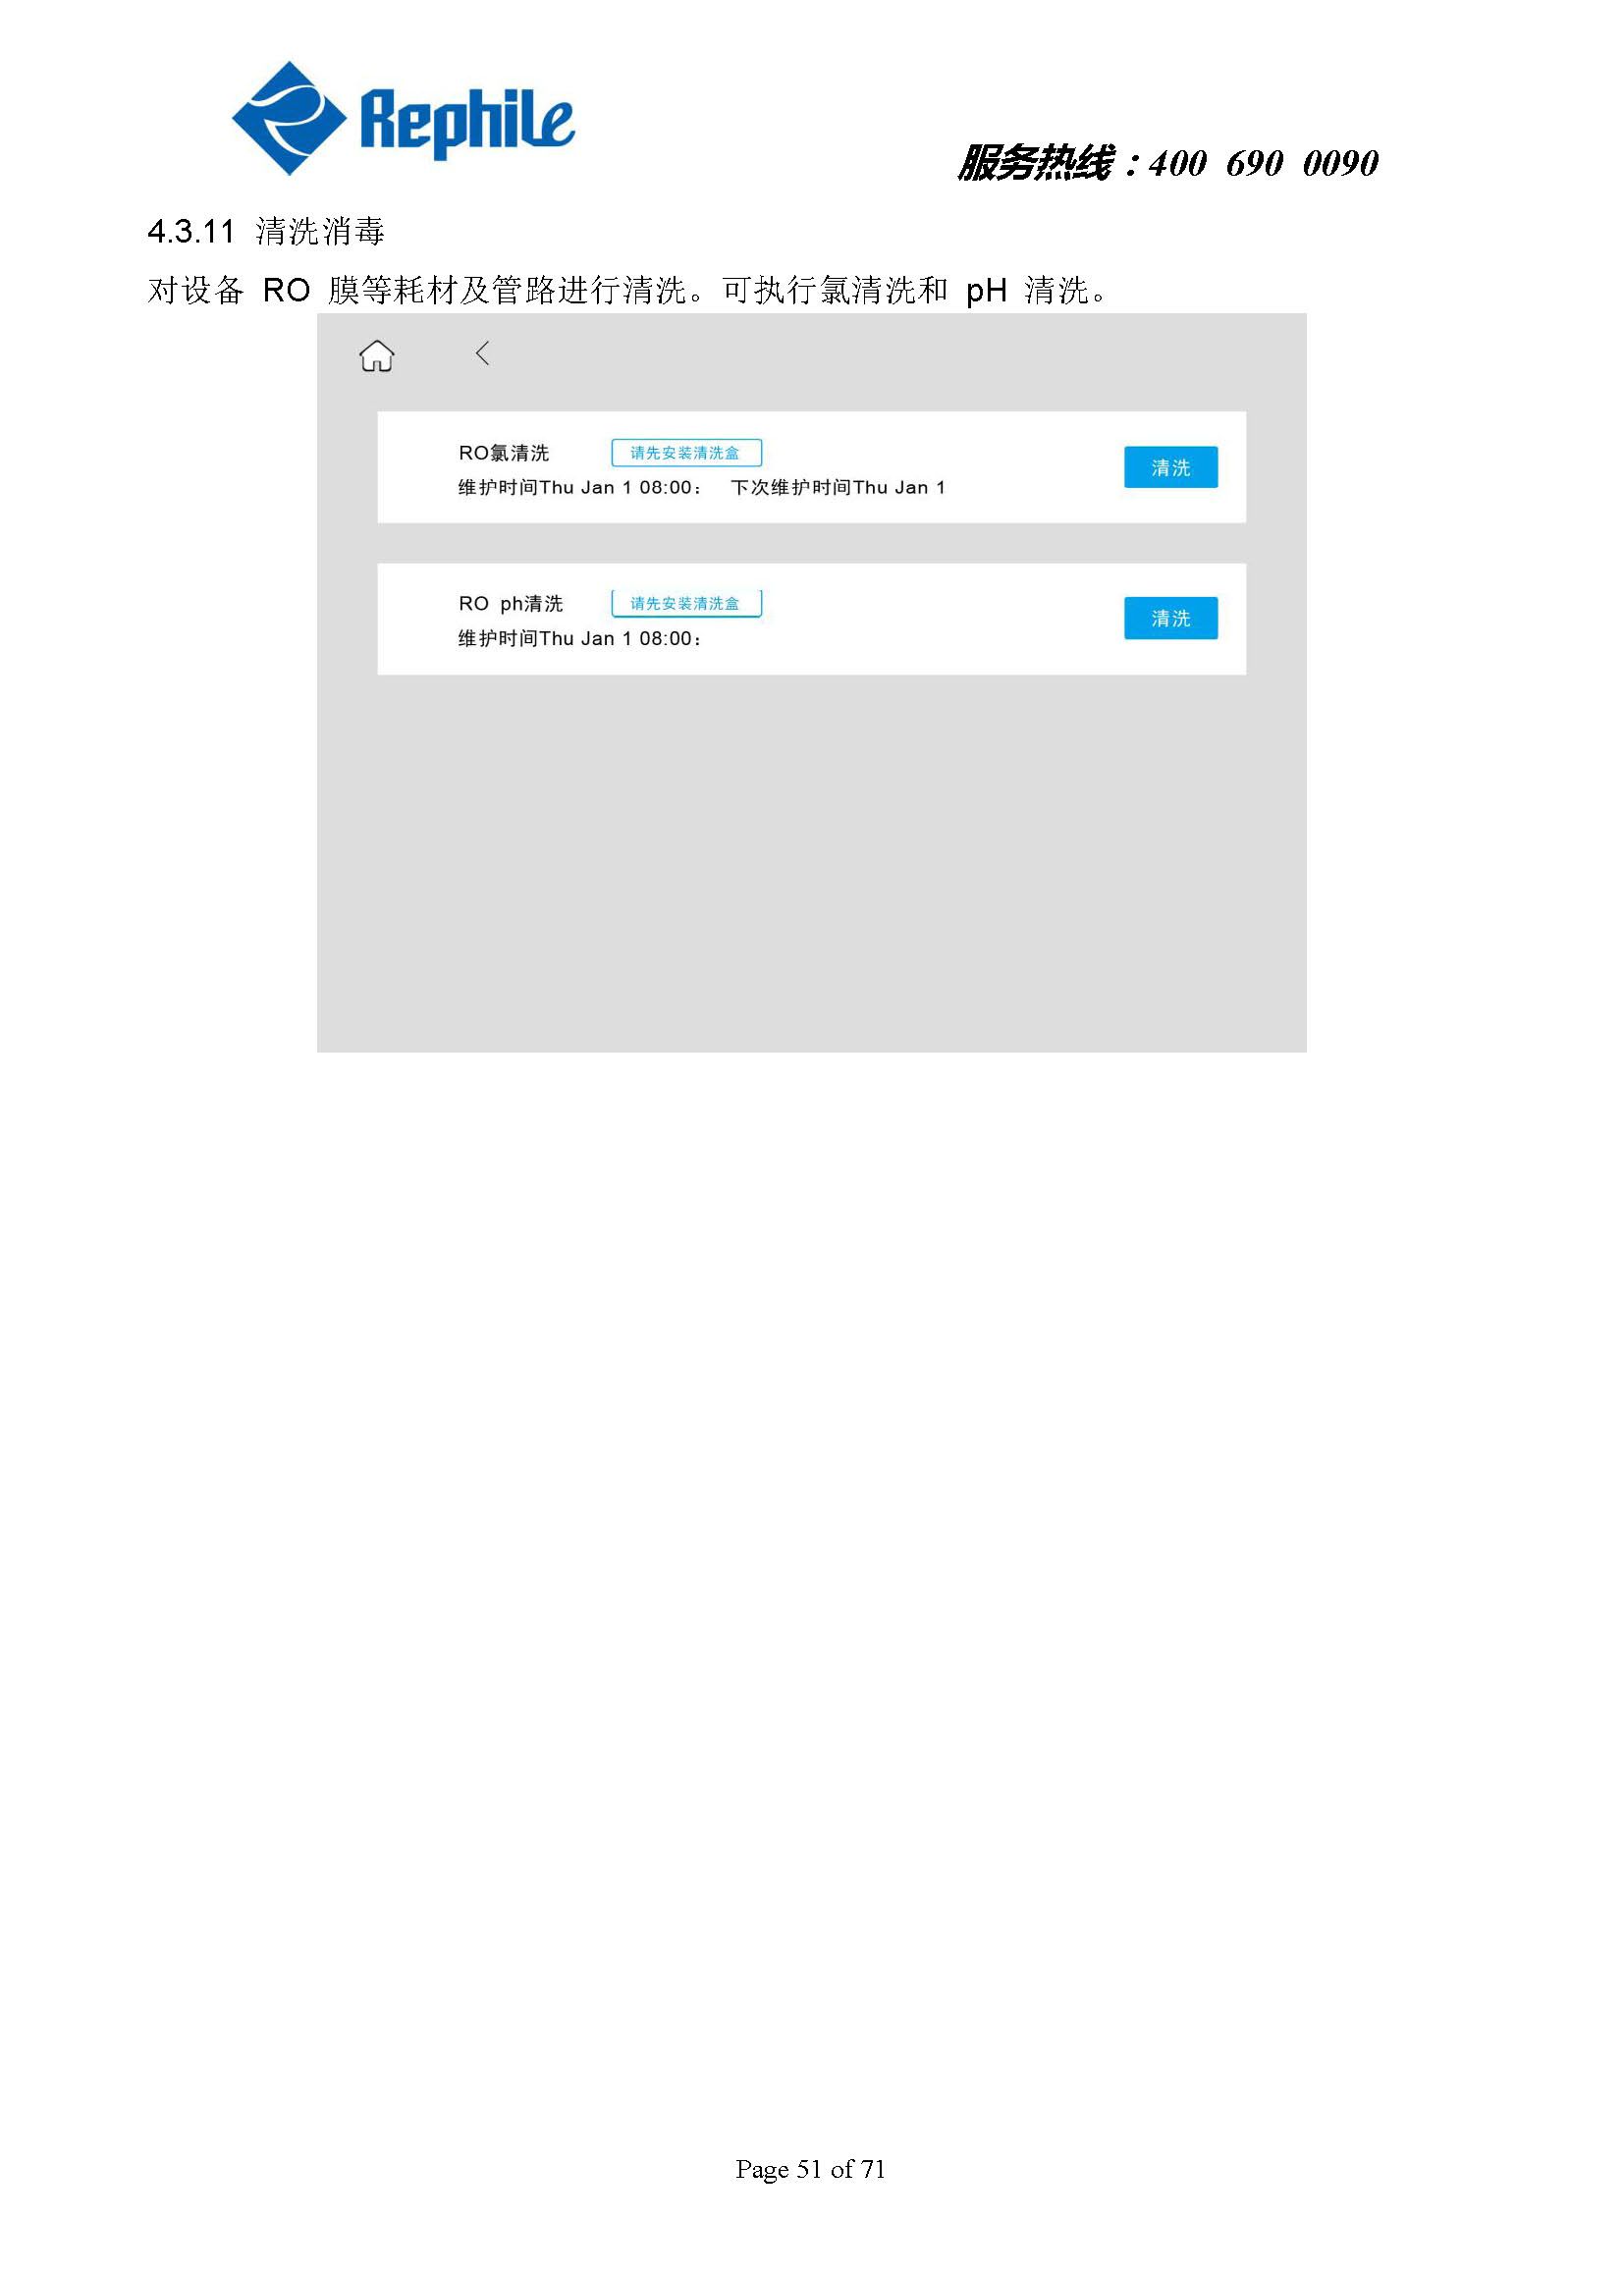 Rephile
服务热线：400 690 0090
4.3.11 清洗消毒
对设备 RO 膜等耗材及管路进行清洗。可执行氯清洗和 pH 清洗。
RO氯清洗 请先安装清洗盒
清洗
维护时间Thu Jan 1 08:00： 下次维护时间Thu Jan 1
RO ph清洗 请先安装清洗盒
清洗
维护时间Thu Jan 1 08:00：
Page 51 of 71